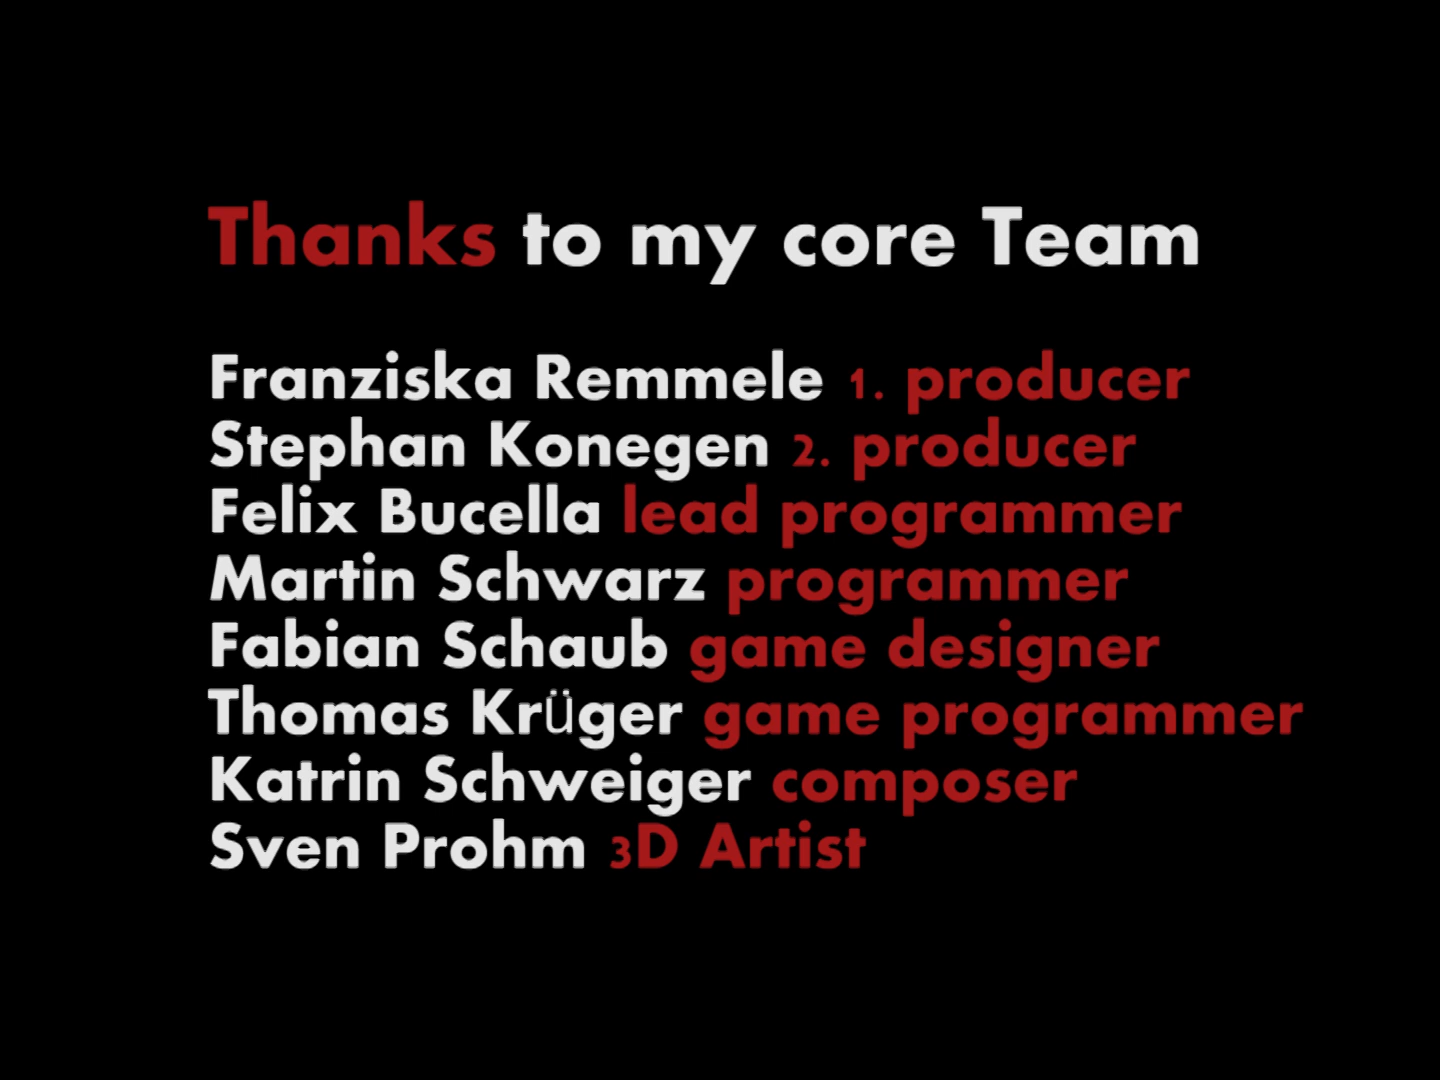 Thanks to my core Team
Franziska Remmele 1. producer
Stephan Konegen 2. producer
Felix Bucella lead programmer
Martin Schwarz programmer
Fabian Schaub game designer
Thomas Krüger game programmer
Katrin Schweiger composer
Sven Prohm 3D Artist